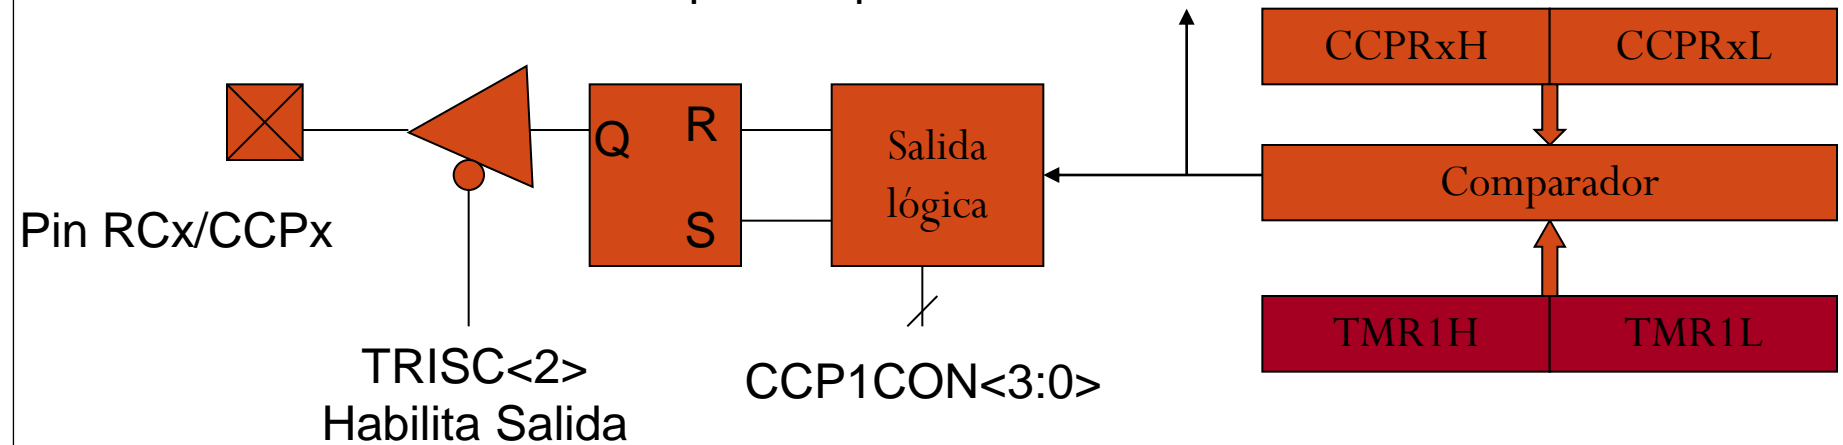 CCPRxH CCPRxL
Q R
Salida
lógica
Comparador
S
Pin RCx/CCPx
TMR1H TMR1L
TRISC<2>
CCP1CON<3:0>
Habilita Salida